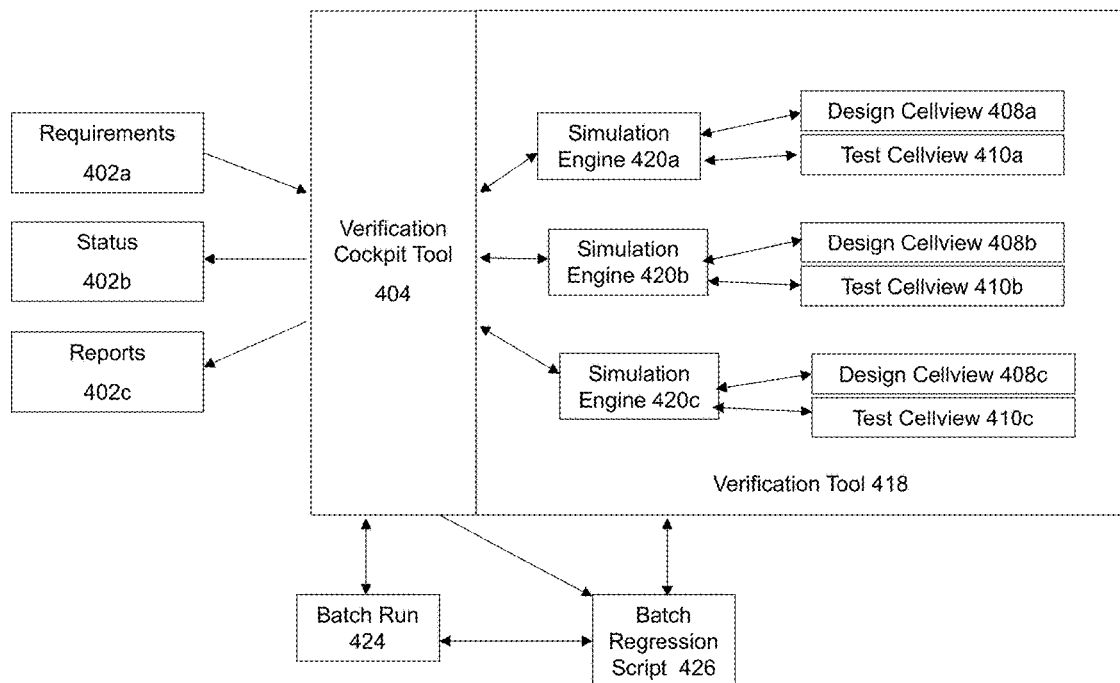 Requirements
402a
Status
402b
Reports
402c
Verification
Cockpit Tool
404
Simulation
Engine 420a
Design Cellview 408a
Test Cellview 410a
Simulation
Engine 420b
Design Cellview 408b
Test Cellview 410b
Simulation
Engine 420c
Design Cellview 408c
Test Cellview 410c
Verification Tool 418
Batch Run
424
Batch
Regression
Script 426